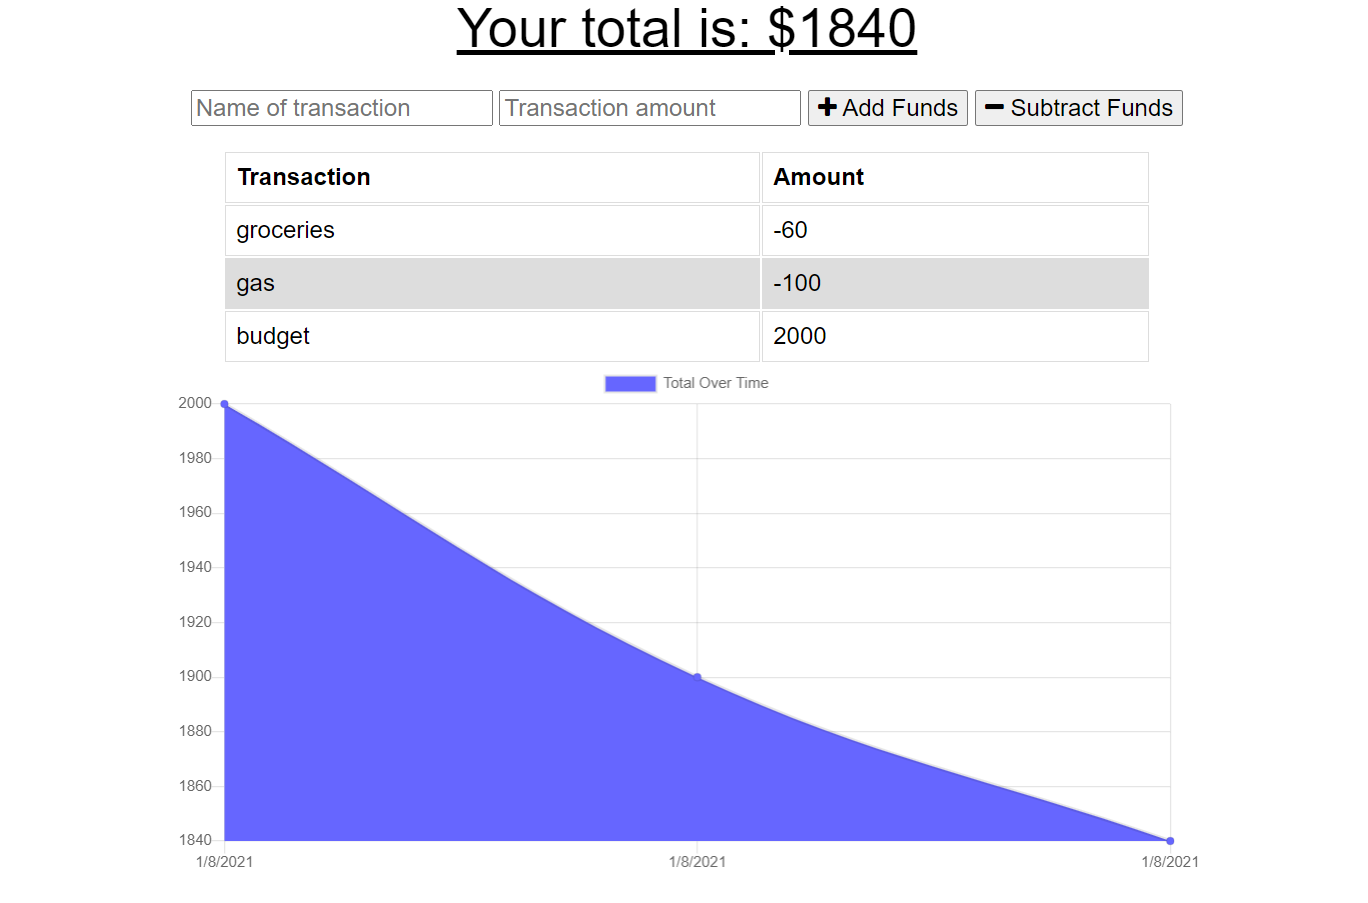 Your total is: $1840
Name of transaction Transaction amount Add Funds Subtract Funds
Transaction Amount
groceries -60
gas -100
budget 2000
Total Over Time
2000
1980
1960
1940
1920
1900
1880
1860
1840
1/8/2021 1/8/2021 1/8/2021